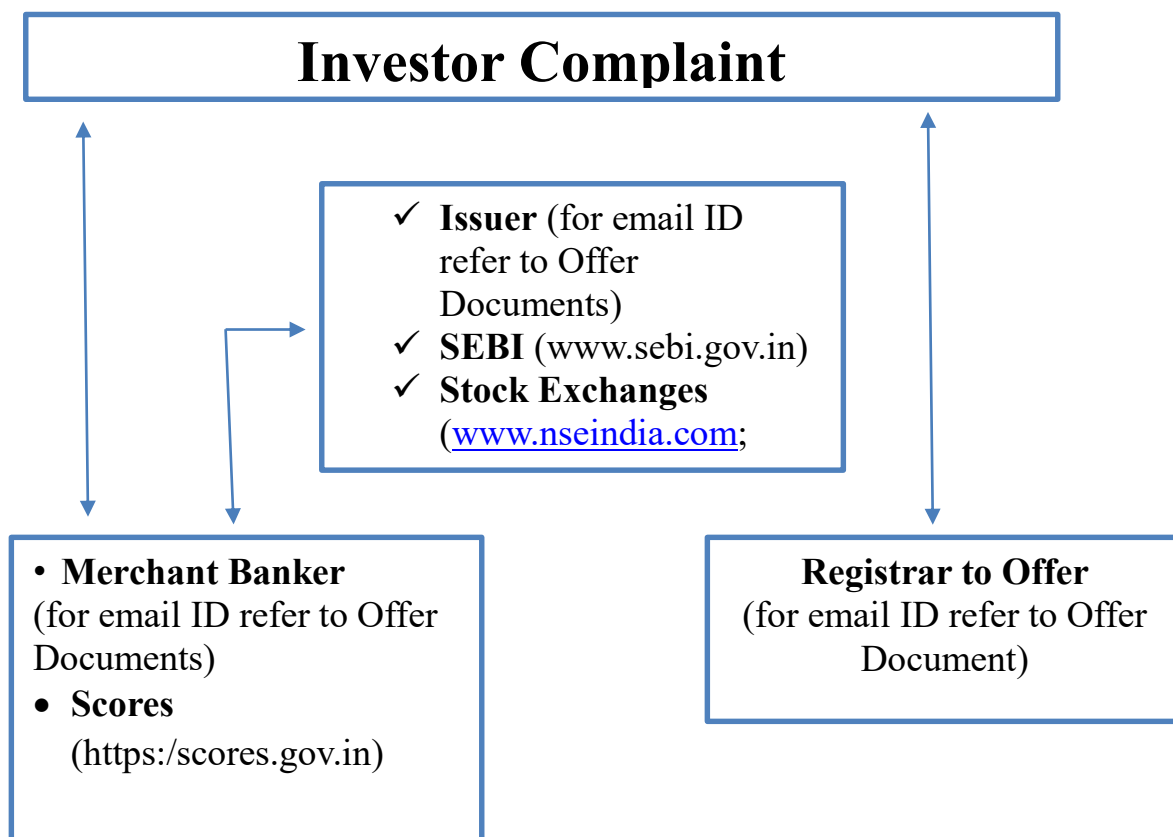 Investor Complaint
✓ Issuer (for email ID
refer to Offer
Documents)
✓ SEBI (www.sebi.gov.in)
✓ Stock Exchanges
(www.nseindia.com;
• Merchant Banker
(for email ID refer to Offer
Documents)
• Scores
(https:/scores.gov.in)
Registrar to Offer
(for email ID refer to Offer
Document)